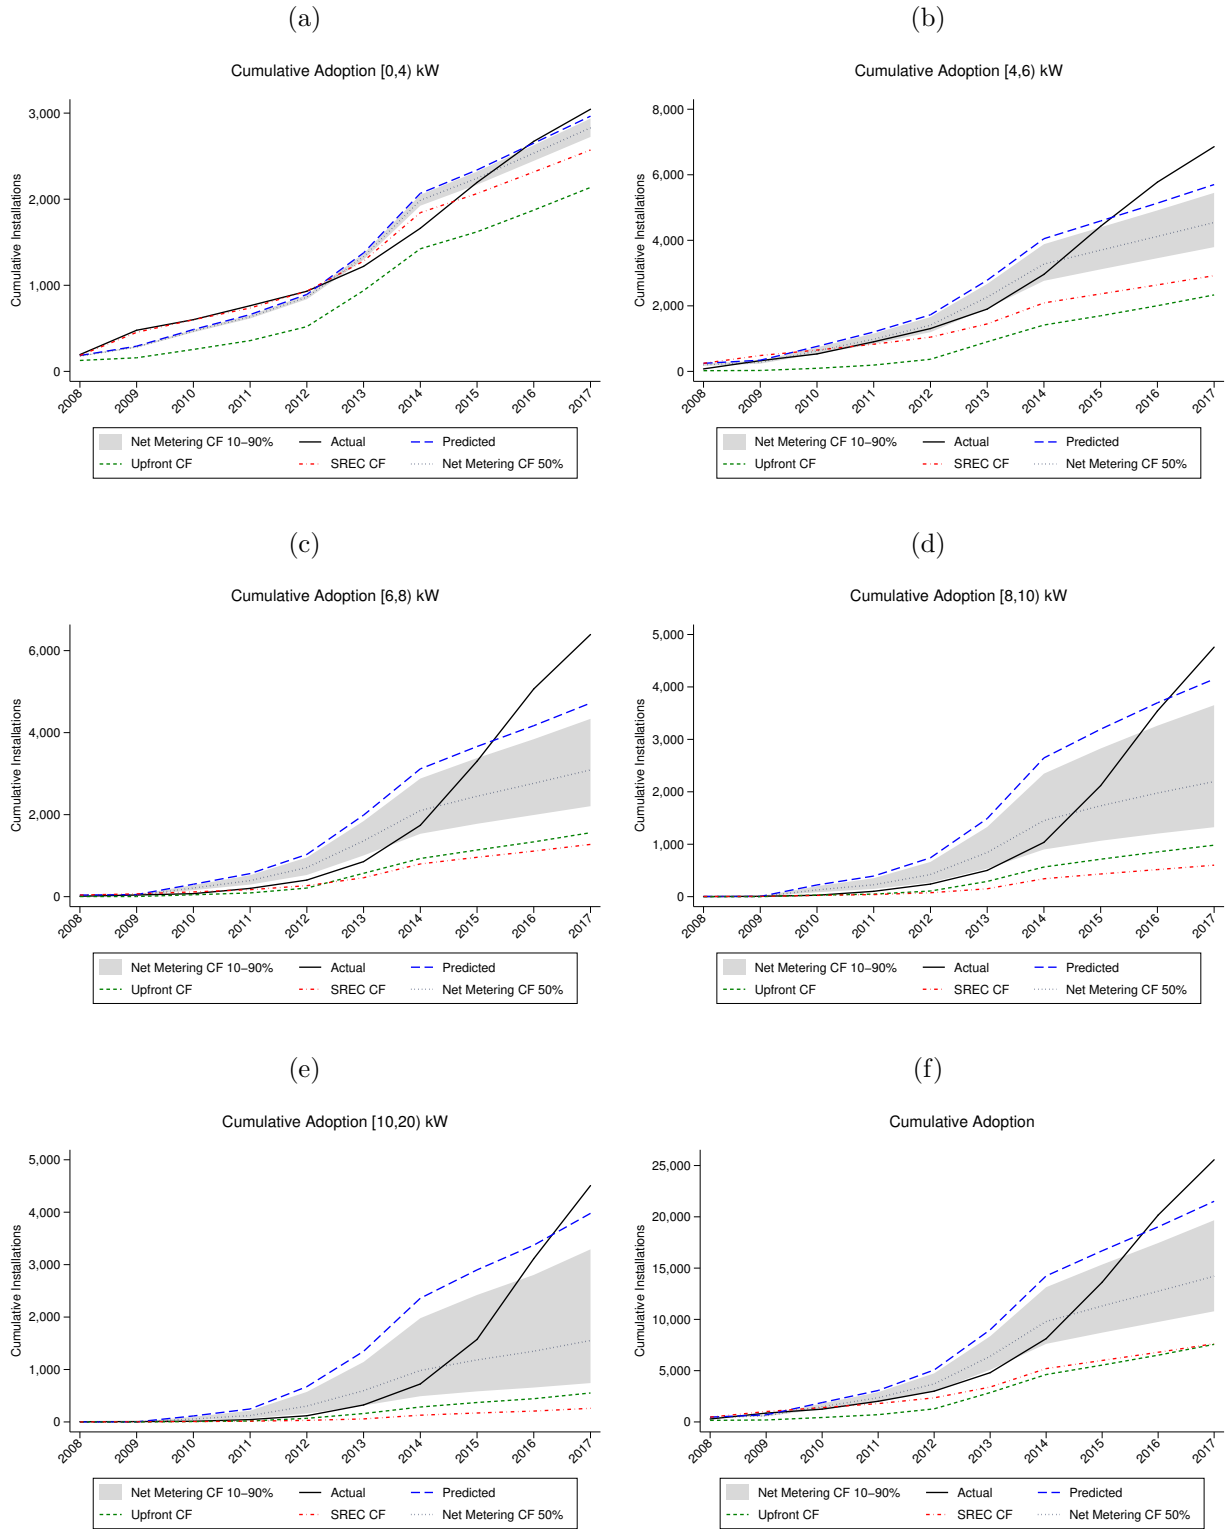 (a)
Cumulative Adoption [0,4) kW
Cumulative Installations
3,000
2,000
1,000
0
2008 2009 2010 2011 2012 2013 2014 2015 2016 2017
Net Metering CF 10−90% Actual Predicted
Upfront CF SREC CF Net Metering CF 50%
(b)
Cumulative Adoption [4,6) kW
Cumulative Installations
8,000
6,000
4,000
2,000
0
2008 2009 2010 2011 2012 2013 2014 2015 2016 2017
Net Metering CF 10−90% Actual Predicted
Upfront CF SREC CF Net Metering CF 50%
(c)
Cumulative Adoption [6,8) kW
Cumulative Installations
6,000
4,000
2,000
0
2008 2009 2010 2011 2012 2013 2014 2015 2016 2017
Net Metering CF 10−90% Actual Predicted
Upfront CF SREC CF Net Metering CF 50%
(d)
Cumulative Adoption [8,10) kW
Cumulative Installations
5,000
4,000
3,000
2,000
1,000
0
2008 2009 2010 2011 2012 2013 2014 2015 2016 2017
Net Metering CF 10−90% Actual Predicted
Upfront CF SREC CF Net Metering CF 50%
(e)
Cumulative Adoption [10,20) kW
Cumulative Installations
5,000
4,000
3,000
2,000
1,000
0
2008 2009 2010 2011 2012 2013 2014 2015 2016 2017
Net Metering CF 10−90% Actual Predicted
Upfront CF SREC CF Net Metering CF 50%
(f)
Cumulative Adoption
Cumulative Installations
25,000
20,000
15,000
10,000
5,000
0
2008 2009 2010 2011 2012 2013 2014 2015 2016 2017
Net Metering CF 10−90% Actual Predicted
Upfront CF SREC CF Net Metering CF 50%